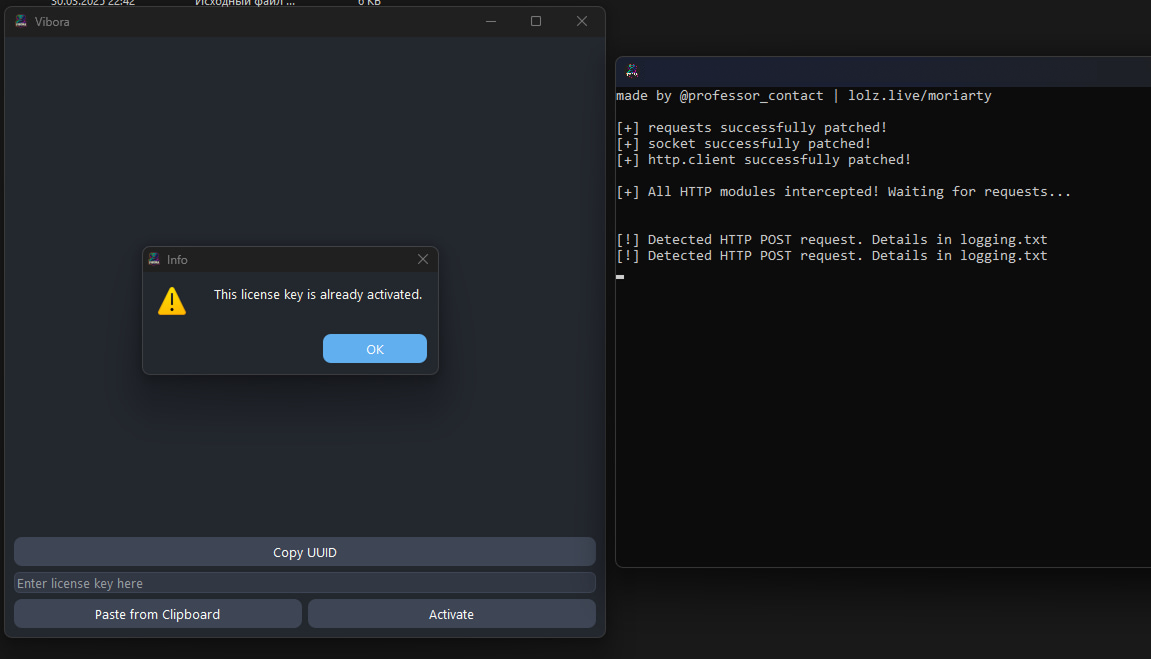 30.03.2025 22:42 Исходный файл ... 6 КБ
Vibora
Info
This license key is already activated.
OK
Copy UUID
Enter license key here
Paste from Clipboard
Activate
made by @professor_contact | lolz.live/moriarty
[+] requests successfully patched!
[+] socket successfully patched!
[+] http.client successfully patched!
[+] All HTTP modules intercepted! Waiting for requests...
[!] Detected HTTP POST request. Details in logging.txt
[!] Detected HTTP POST request. Details in logging.txt